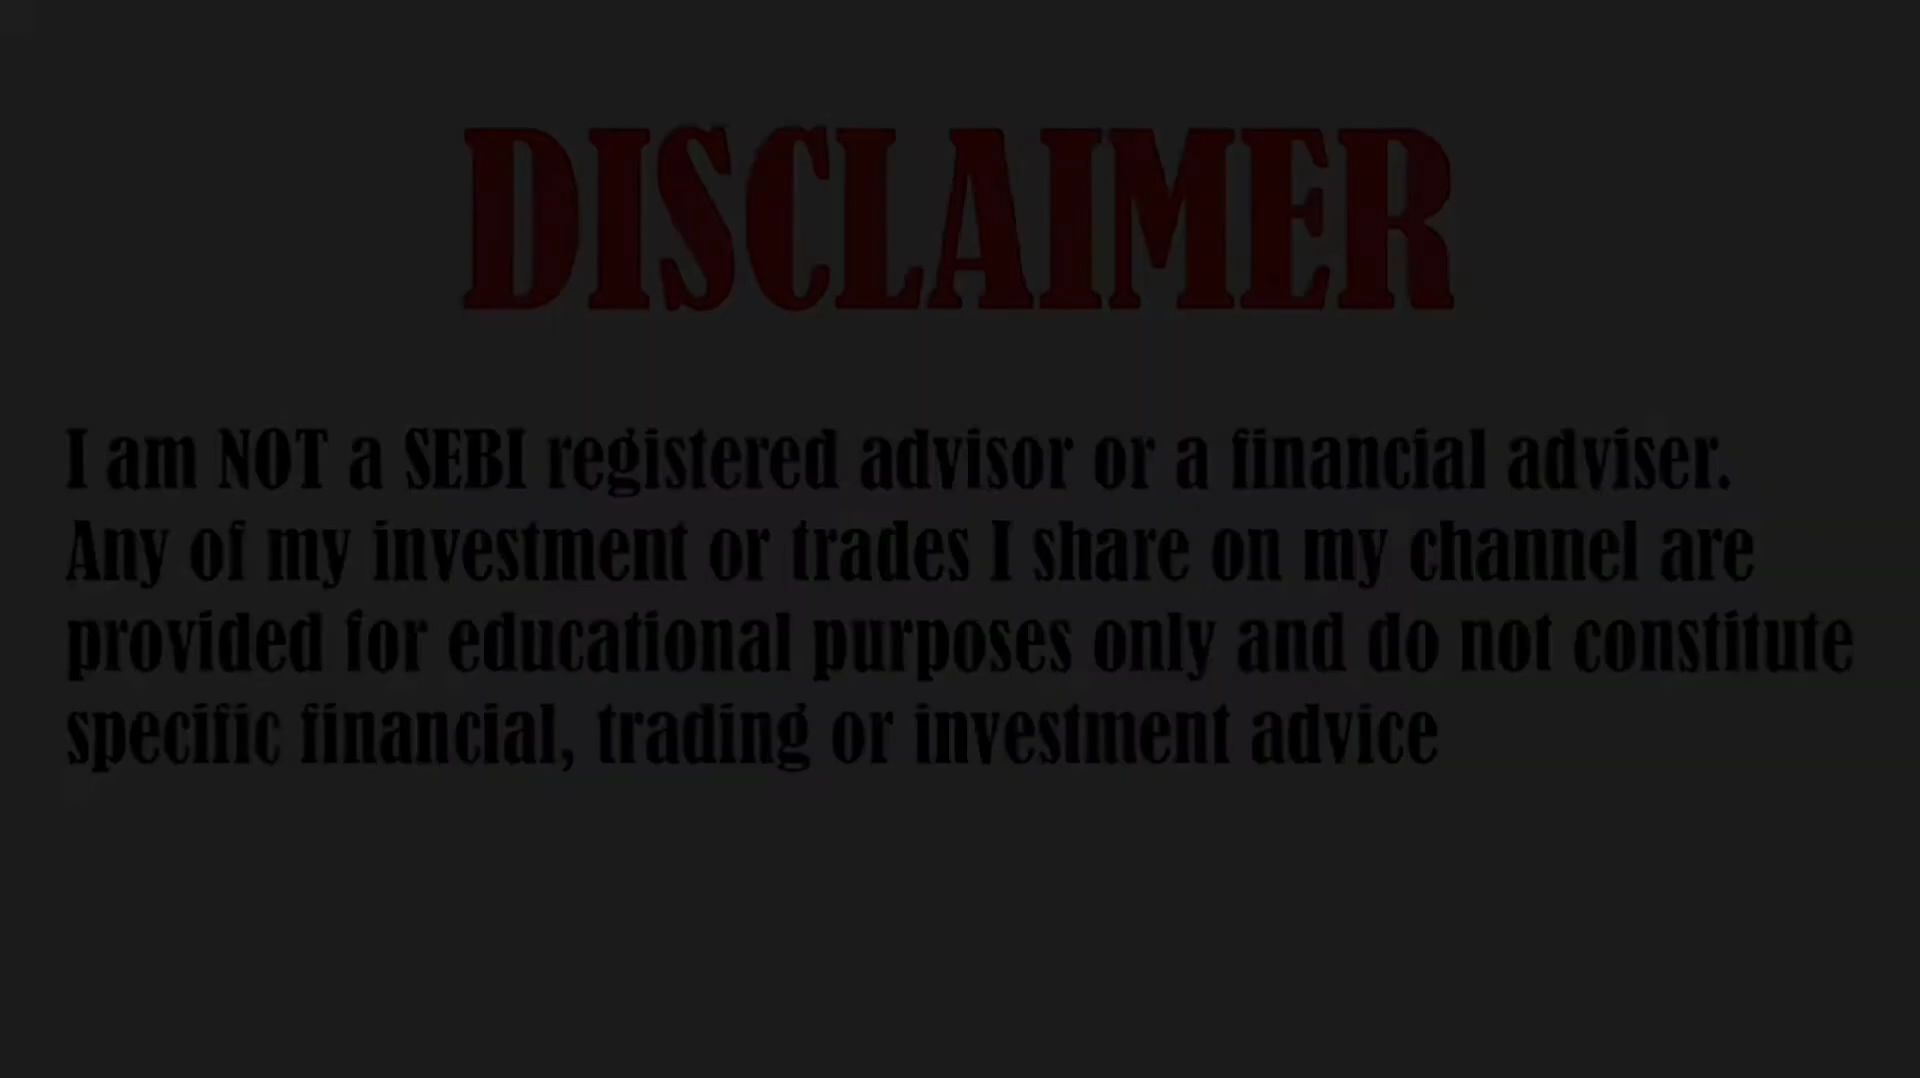 DISCLAIMER
I am NOT a SEBI registered advisor or a financial adviser.
Any of my investment or trades I share on my channel are
provided for educational purposes only and do not constitute
specific financial, trading or investment advice